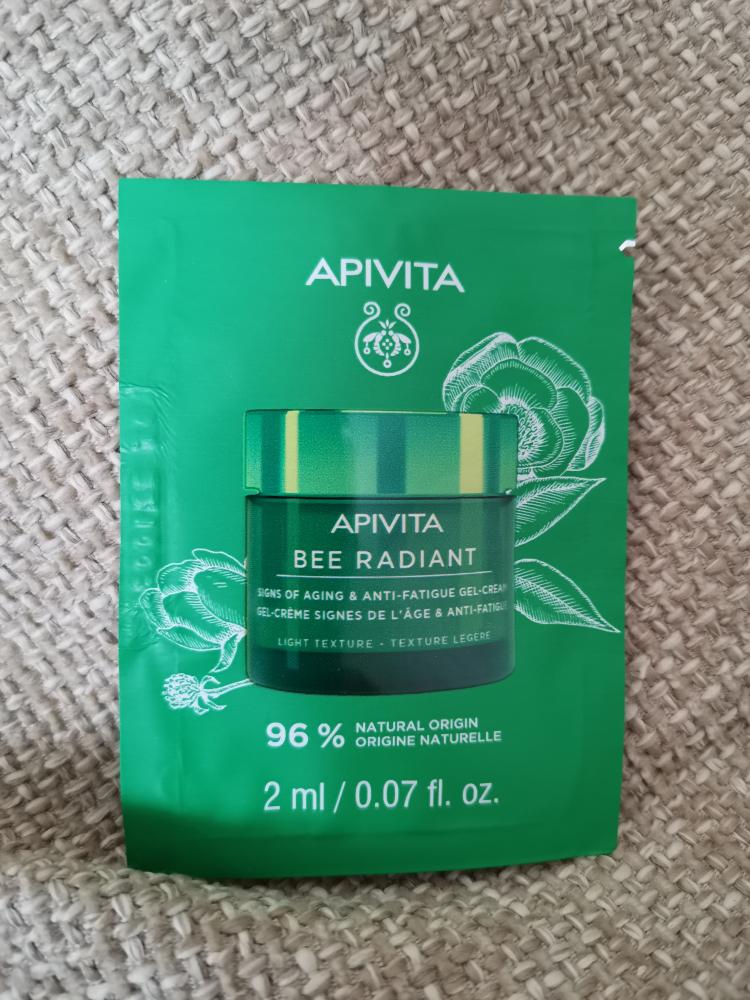 APIVITA
APIVITA
BEE RADIANT
SIGNS OF AGING & ANTI-FATIGUE GEL-CREAM
GEL-CRÈME SIGNES DE L'ÂGE & ANTI-FATIGUE
LIGHT TEXTURE - TEXTURE LÉGÈRE
96 % NATURAL ORIGIN
ORIGINE NATURELLE
2 ml / 0.07 fl. oz.